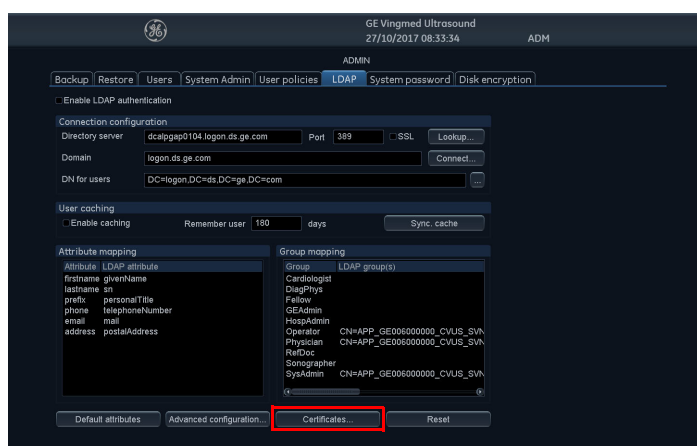 GE Vingmed Ultrasound
27/10/2017 08:33:34 ADM
ADMIN
Backup Restore Users System Admin User policies LDAP System password Disk encryption
Enable LDAP authentication
Connection configuration
Directory server dcalpgap0104.logon.ds.ge.com Port 389 SSL Lookup...
Domain logon.ds.ge.com Connect...
DN for users DC=logon,DC=ds,DC=ge,DC=com ...
User caching
Enable caching Remember user 180 days Sync. cache
Attribute mapping Group mapping
Attribute LDAP attribute
firstname givenName
lastname sn
prefix personalTitle
phone telephoneNumber
email mail
address postalAddress
Group LDAP group(s)
Cardiologist
DiagPhys
Fellow
GEAdmin
HospAdmin
Operator CN=APP_GE006000000_CVUS_SVN
Physician CN=APP_GE006000000_CVUS_SVN
RefDoc
Sonographer
SysAdmin CN=APP_GE006000000_CVUS_SVN
Default attributes Advanced configuration... Certificates... Reset